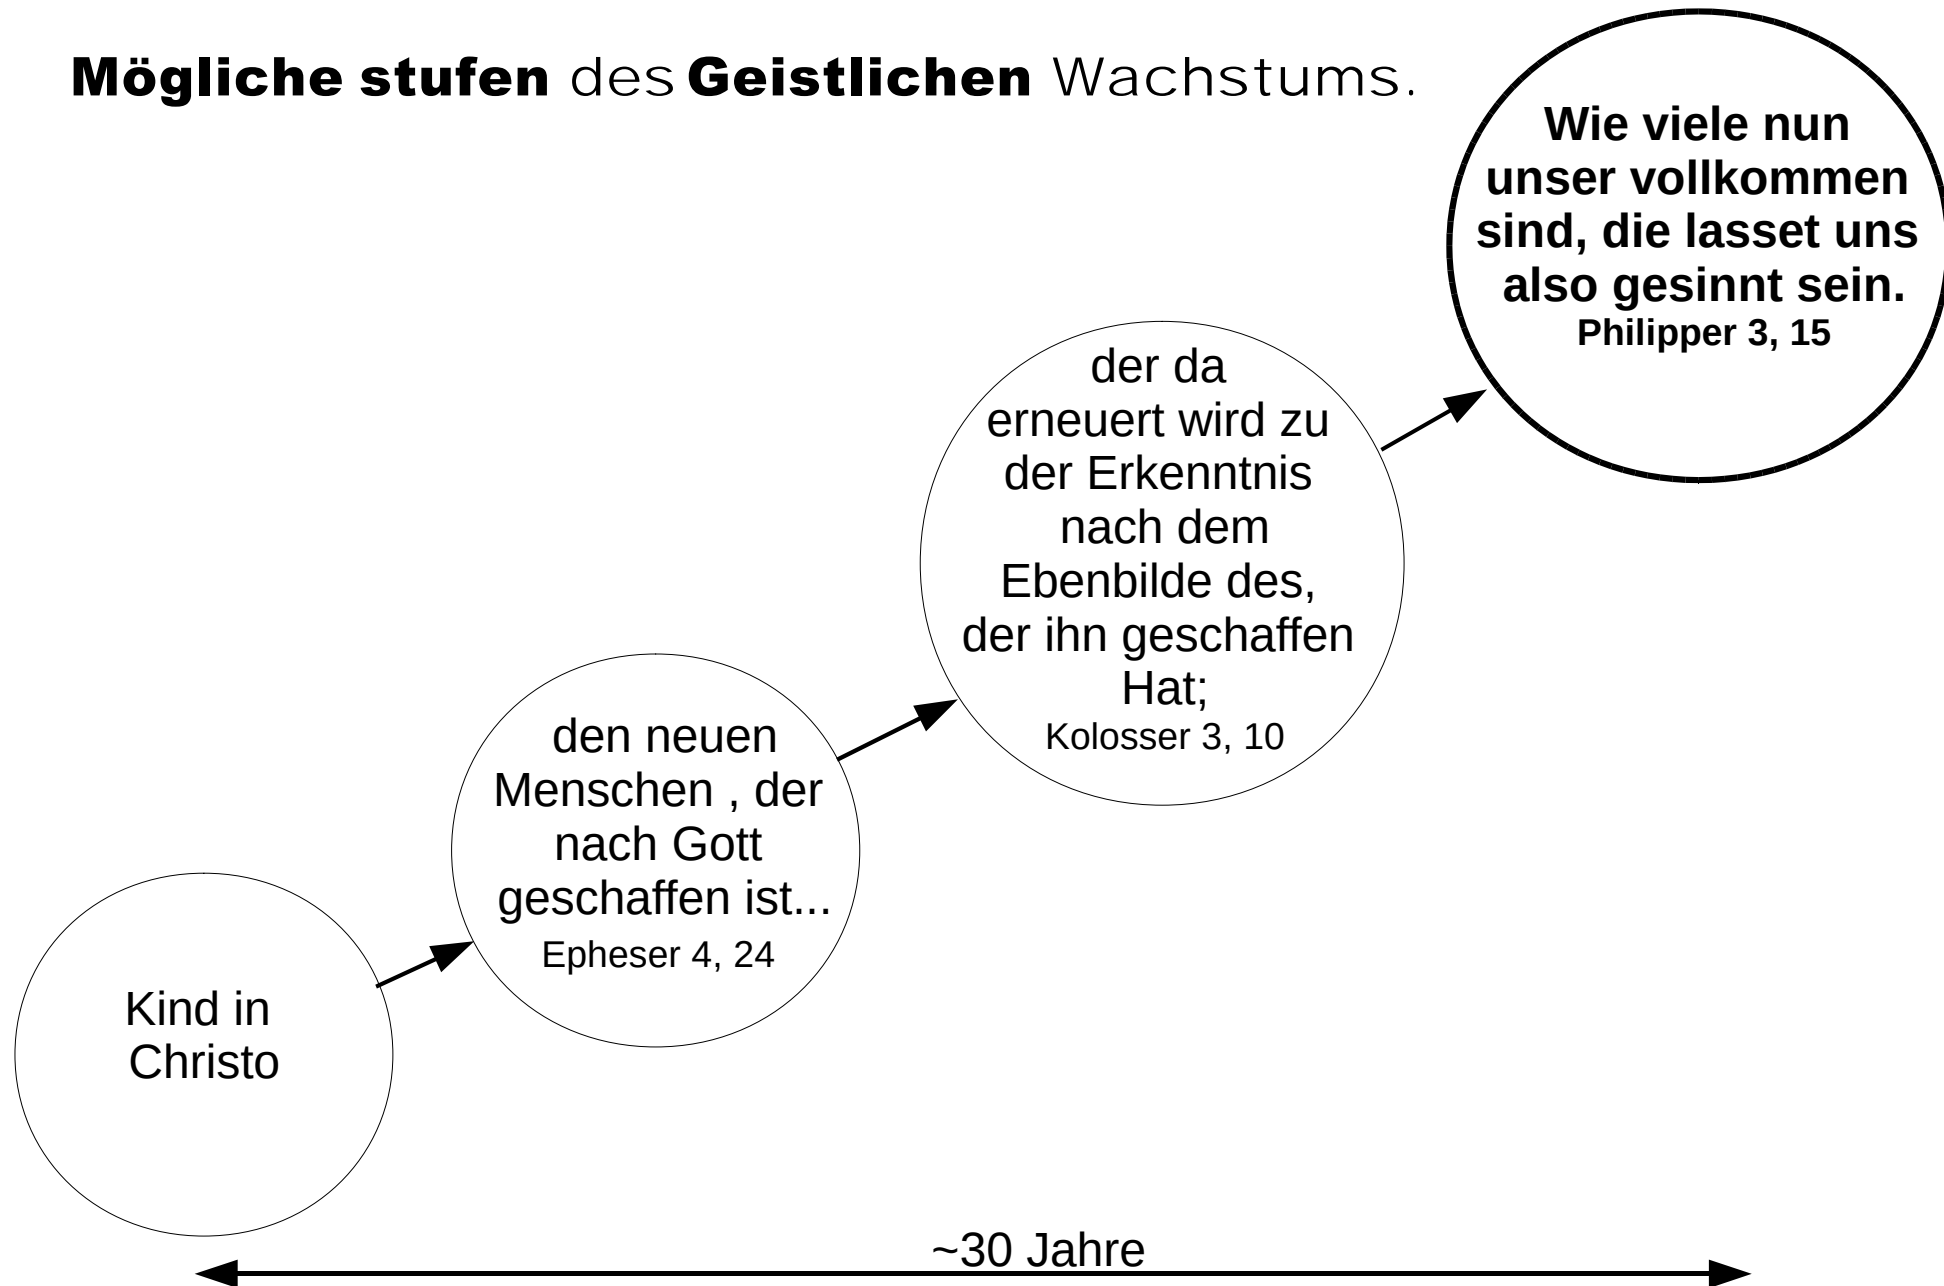 Mögliche stufen des Geistlichen Wachstums.
Wie viele nun
unser vollkommen
sind, die lasset uns
also gesinnt sein.
Philipper 3, 15
der da
erneuert wird zu
der Erkenntnis
nach dem
Ebenbilde des,
der ihn geschaffen
Hat;
Kolosser 3, 10
den neuen
Menschen , der
nach Gott
geschaffen ist...
Epheser 4, 24
Kind in
Christo
~30 Jahre